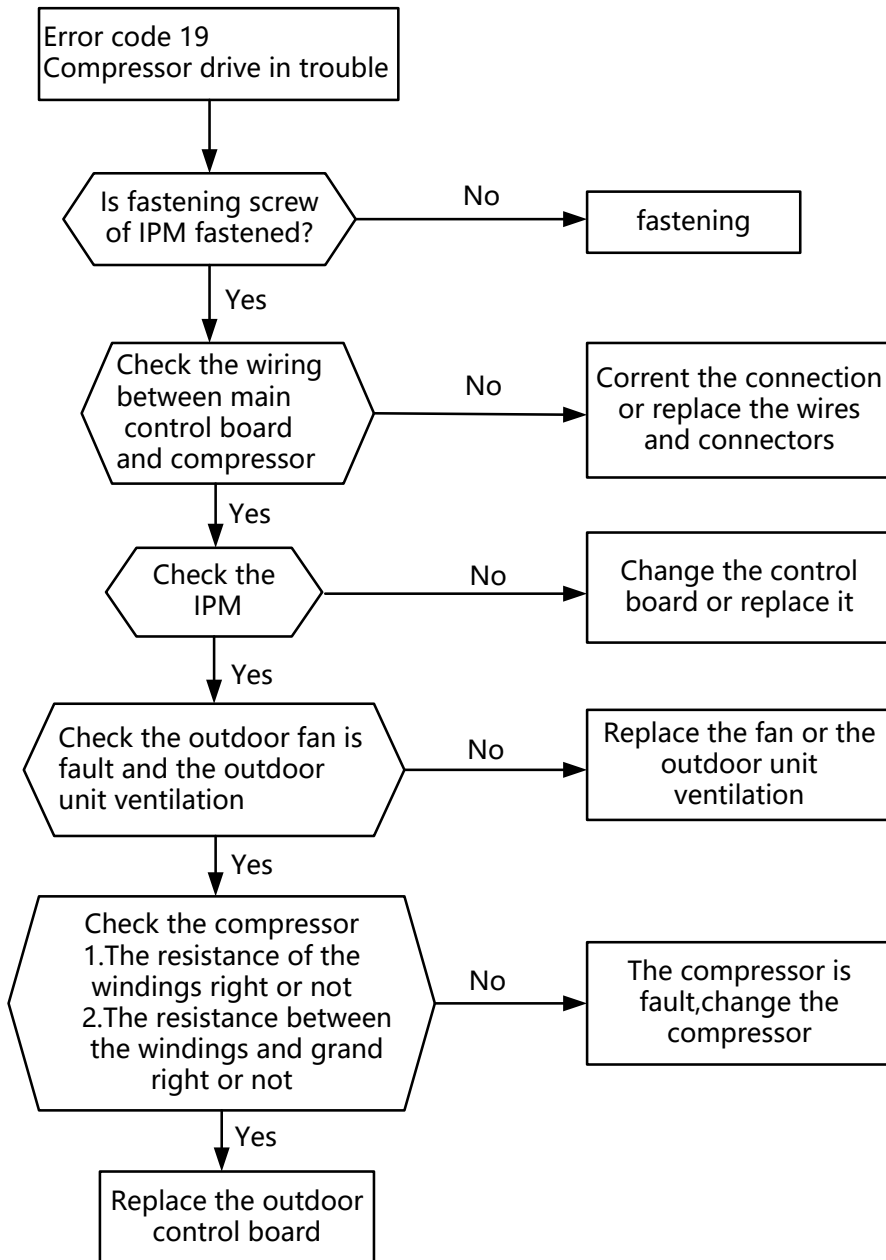 Error code 19
Compressor drive in trouble
Is fastening screw
of IPM fastened?
No
fastening
Yes
Check the wiring
between main
control board
and compressor
No
Corrent the connection
or replace the wires
and connectors
Yes
Check the
IPM
No
Change the control
board or replace it
Yes
Check the outdoor fan is
fault and the outdoor
unit ventilation
No
Replace the fan or the
outdoor unit
ventilation
Yes
Check the compressor
1.The resistance of the
windings right or not
2.The resistance between
the windings and grand
right or not
No
The compressor is
fault,change the
compressor
Yes
Replace the outdoor
control board